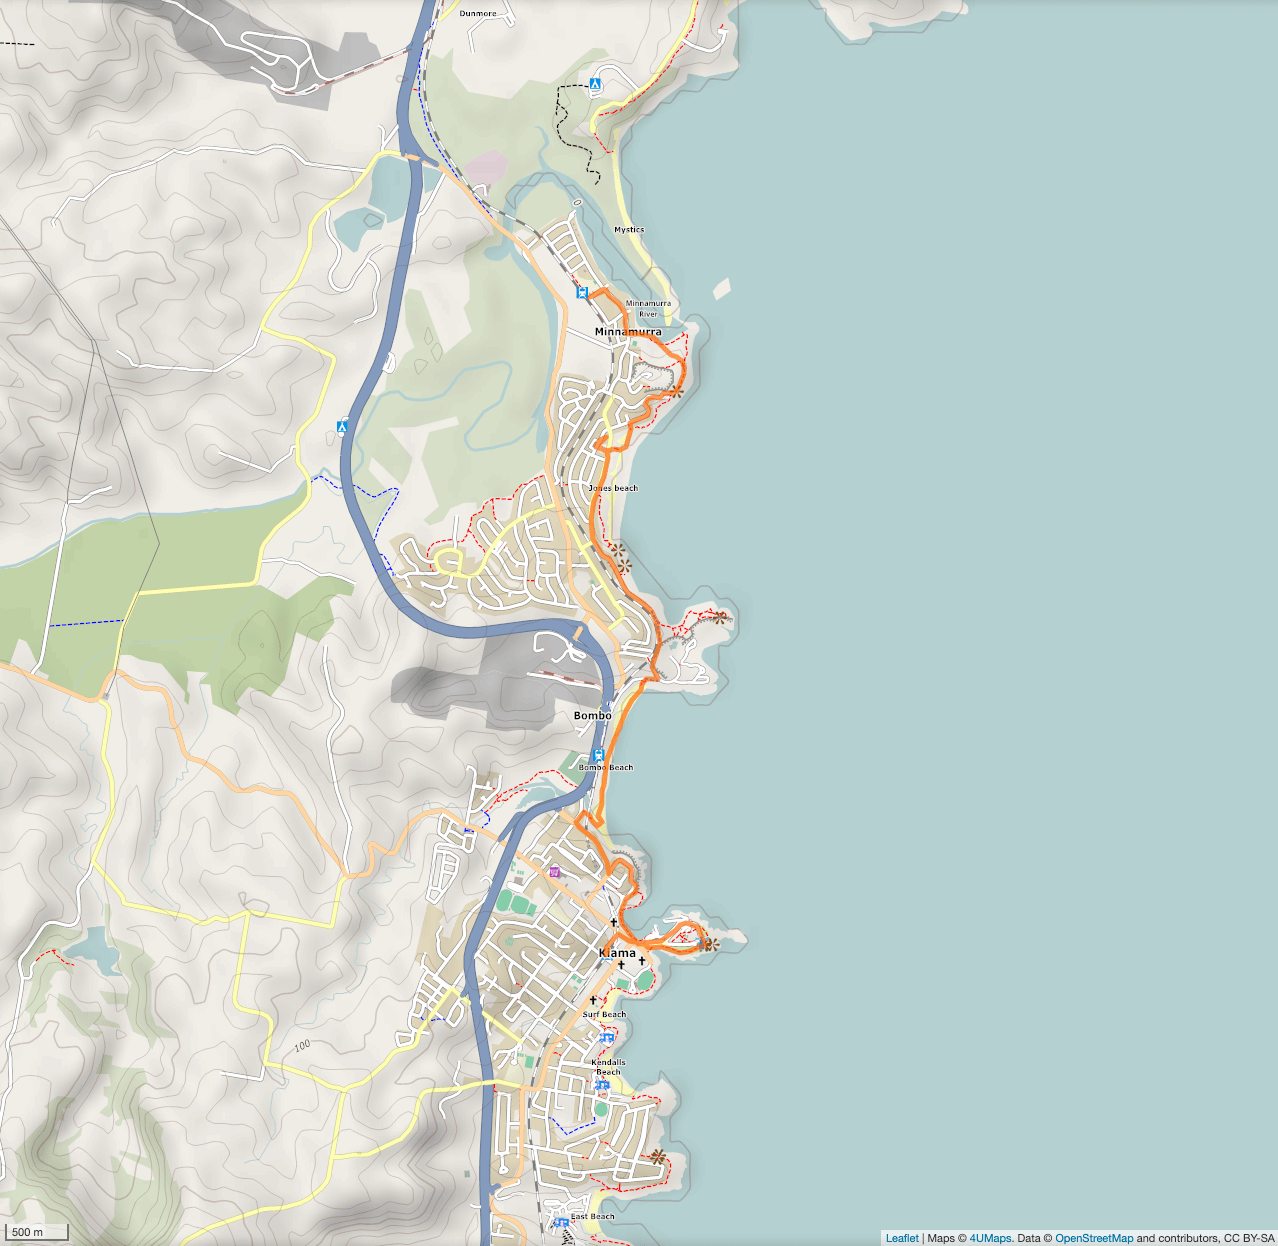 Dunmore
Mystics
Minnamurra
River
Minnamurra
Jones beach
Bombo
Bombo Beach
Kiama
Surf Beach
100
Kendalls
Beach
East Beach
500 m
Leaflet | Maps © 4UMaps. Data © OpenStreetMap and contributors, CC BY-SA